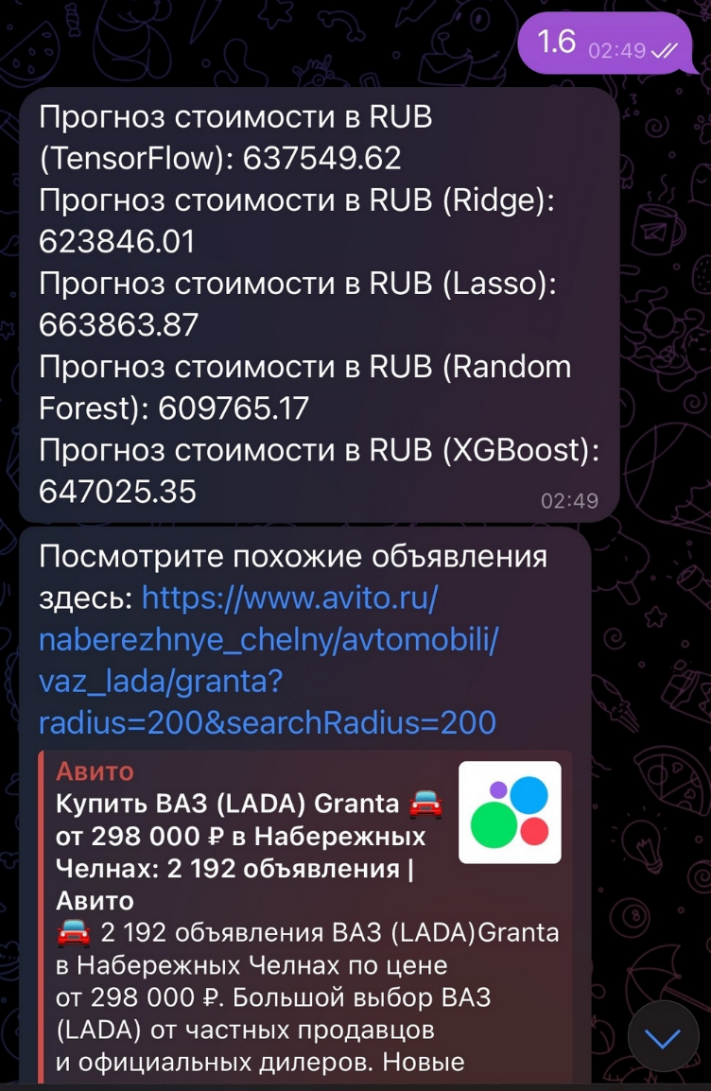 1.6 02:49
Прогноз стоимости в RUB
(TensorFlow): 637549.62
Прогноз стоимости в RUB (Ridge):
623846.01
Прогноз стоимости в RUB (Lasso):
663863.87
Прогноз стоимости в RUB (Random
Forest): 609765.17
Прогноз стоимости в RUB (XGBoost):
647025.35
02:49
Посмотрите похожие объявления
здесь: https://www.avito.ru/
naberezhnye_chelny/avtomobili/
vaz_lada/granta?
radius=200&searchRadius=200
Авито
Купить ВАЗ (LADA) Granta 🚘
от 298 000 ₽ в Набережных
Челнах: 2 192 объявления |
Авито
🚘 2 192 объявления ВАЗ (LADA)Granta
в Набережных Челнах по цене
от 298 000 ₽. Большой выбор ВАЗ
(LADA) от частных продавцов
и официальных дилеров. Новые